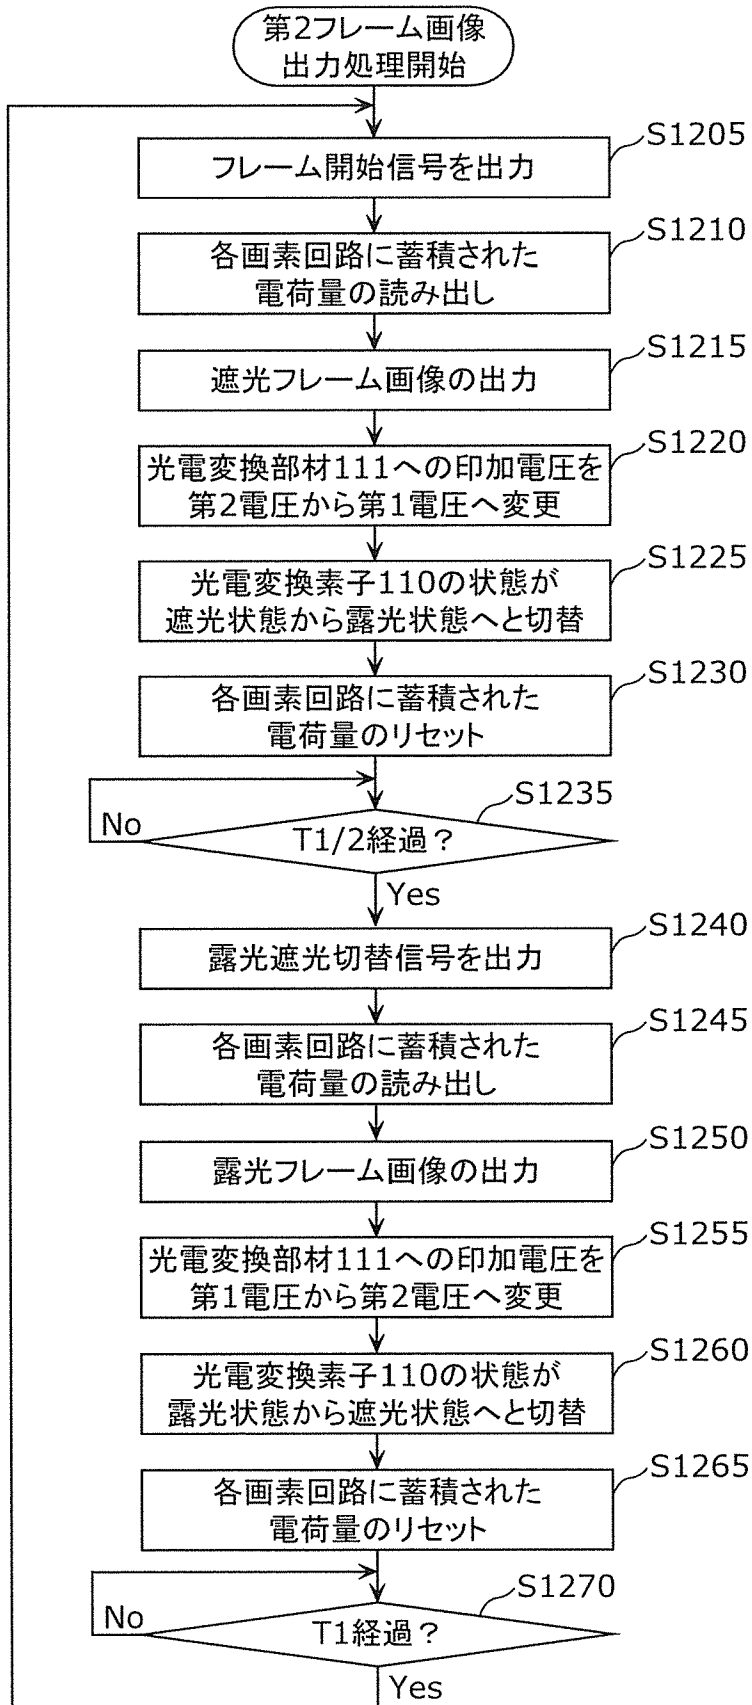 第2フレーム画像
出力処理開始
S1205
フレーム開始信号を出力
S1210
各画素回路に蓄積された
電荷量の読み出し
S1215
遮光フレーム画像の出力
S1220
光電変換部材111への印加電圧を
第2電圧から第1電圧へ変更
S1225
光電変換素子110の状態が
遮光状態から露光状態へと切替
S1230
各画素回路に蓄積された
電荷量のリセット
S1235
No
T1/2経過？
Yes
S1240
露光遮光切替信号を出力
S1245
各画素回路に蓄積された
電荷量の読み出し
S1250
露光フレーム画像の出力
S1255
光電変換部材111への印加電圧を
第1電圧から第2電圧へ変更
S1260
光電変換素子110の状態が
露光状態から遮光状態へと切替
S1265
各画素回路に蓄積された
電荷量のリセット
S1270
No
T1経過？
Yes